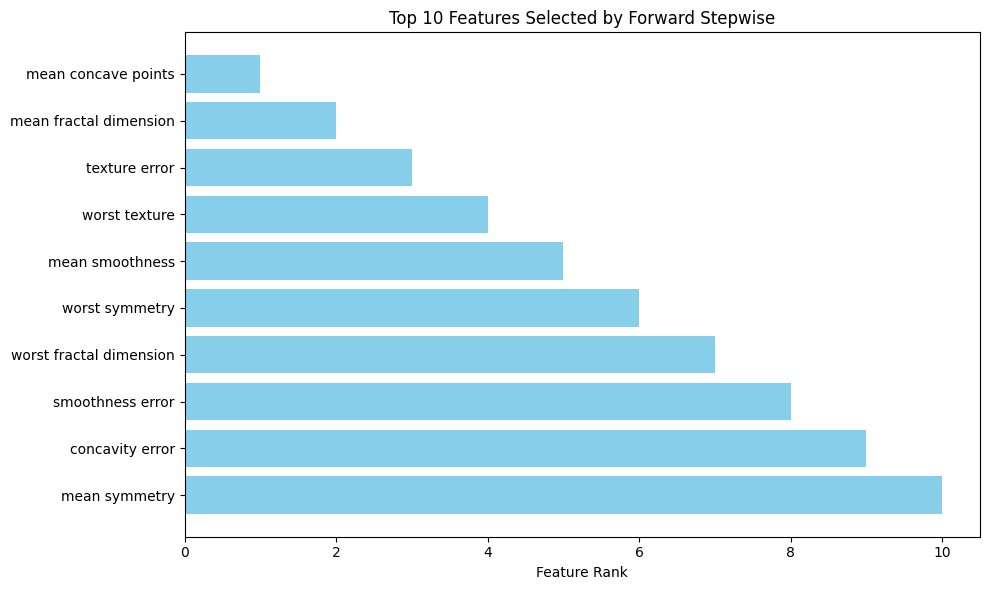 Top 10 Features Selected by Forward Stepwise
mean concave points
mean fractal dimension
texture error
worst texture
mean smoothness
worst symmetry
worst fractal dimension
smoothness error
concavity error
mean symmetry
0 2 4 6 8 10
Feature Rank